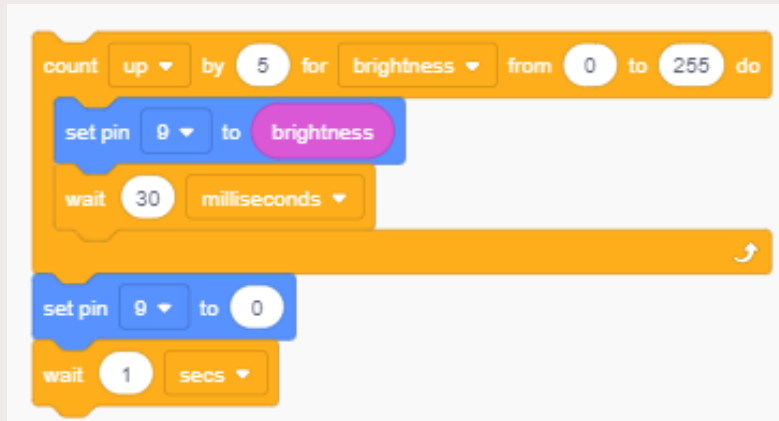 count up by 5 for brightness from 0 to 255 do
set pin 9 to brightness
wait 30 milliseconds
set pin 9 to 0
wait 1 secs